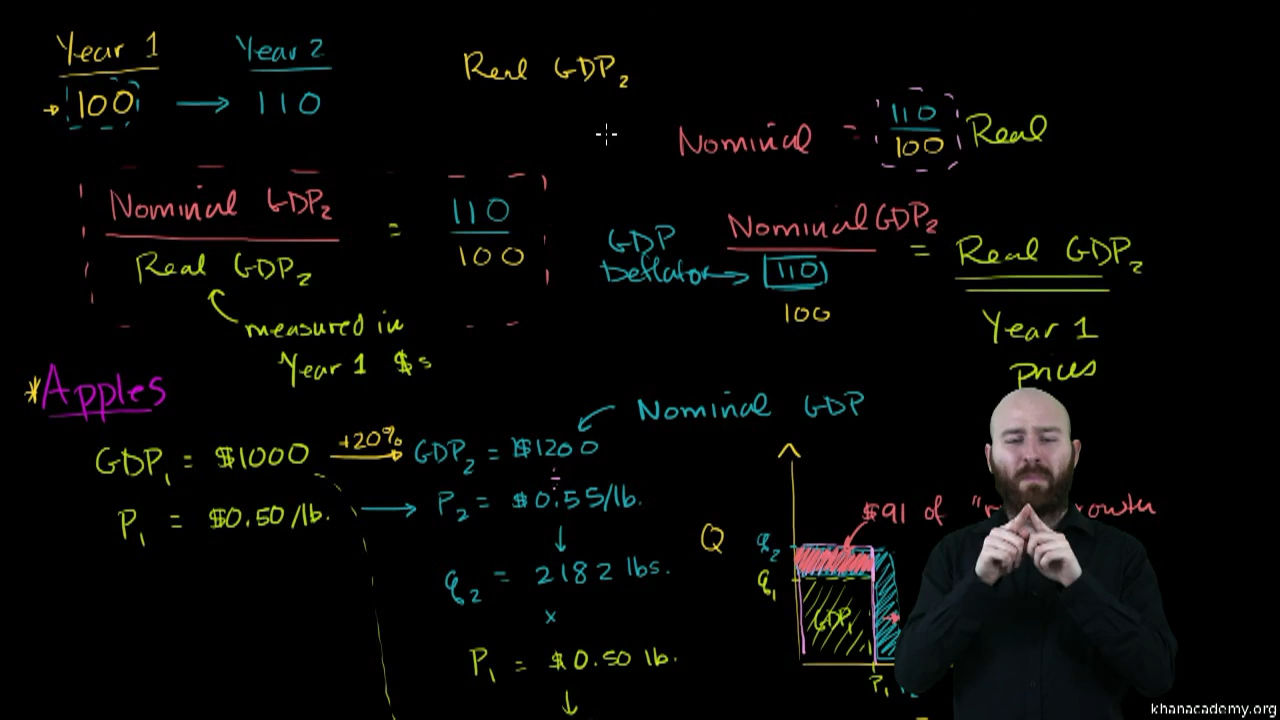 Year 1
Year 2
Real GDP₂
100 → 110
Nominal = 110/100 Real
Nominal GDP₂ / Real GDP₂ = 110 / 100
measured in
Year 1 $s
GDP Deflator → Nominal GDP₂ / 110 = Real GDP₂
100
Year 1
prices
*Apples
Nominal GDP
GDP₁ = $1000
+20%
GDP₂ = $1200
÷
P₁ = $0.50/lb.
P₂ = $0.55/lb.
q₂ = 2182 lbs.
x
P₁ = $0.50 lb.
$91 of
Q
q₂
q₁
GDP₁
P₁
khanacademy.org